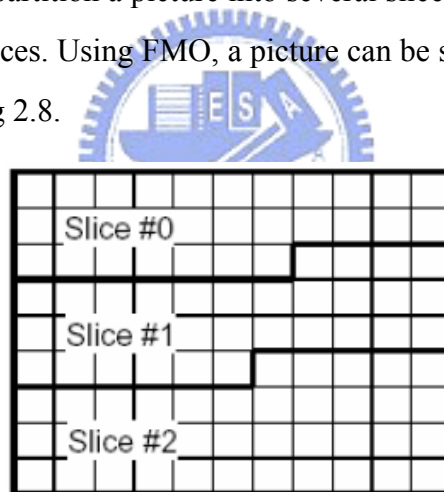 partition a picture into several slice
ces. Using FMO, a picture can be s
g 2.8.
E S A
Slice #0
Slice #1
Slice #2